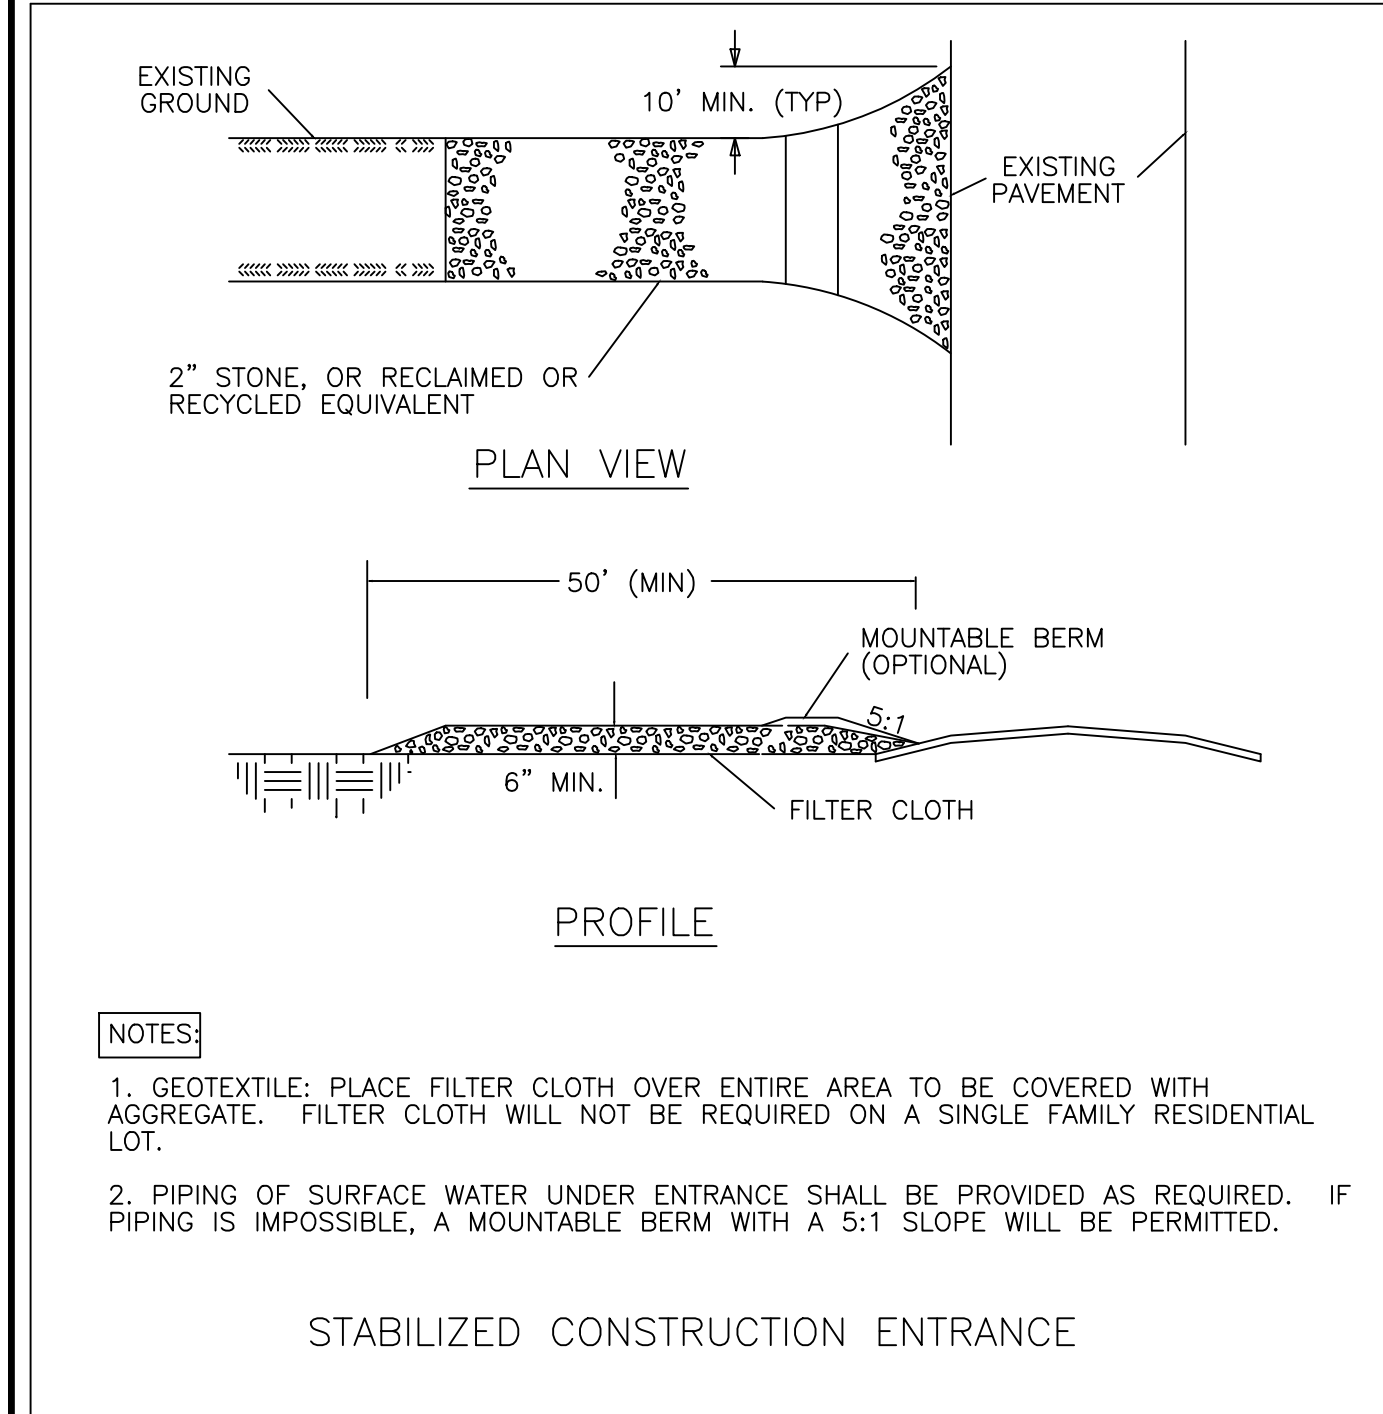 EXISTING
GROUND
10' MIN. (TYP)
EXISTING
PAVEMENT
2" STONE, OR RECLAIMED OR
RECYCLED EQUIVALENT
PLAN VIEW
50' (MIN)
MOUNTABLE BERM
(OPTIONAL)
5:1
6" MIN.
FILTER CLOTH
PROFILE
NOTES:
1. GEOTEXTILE: PLACE FILTER CLOTH OVER ENTIRE AREA TO BE COVERED WITH
AGGREGATE. FILTER CLOTH WILL NOT BE REQUIRED ON A SINGLE FAMILY RESIDENTIAL
LOT.
2. PIPING OF SURFACE WATER UNDER ENTRANCE SHALL BE PROVIDED AS REQUIRED. IF
PIPING IS IMPOSSIBLE, A MOUNTABLE BERM WITH A 5:1 SLOPE WILL BE PERMITTED.
STABILIZED CONSTRUCTION ENTRANCE